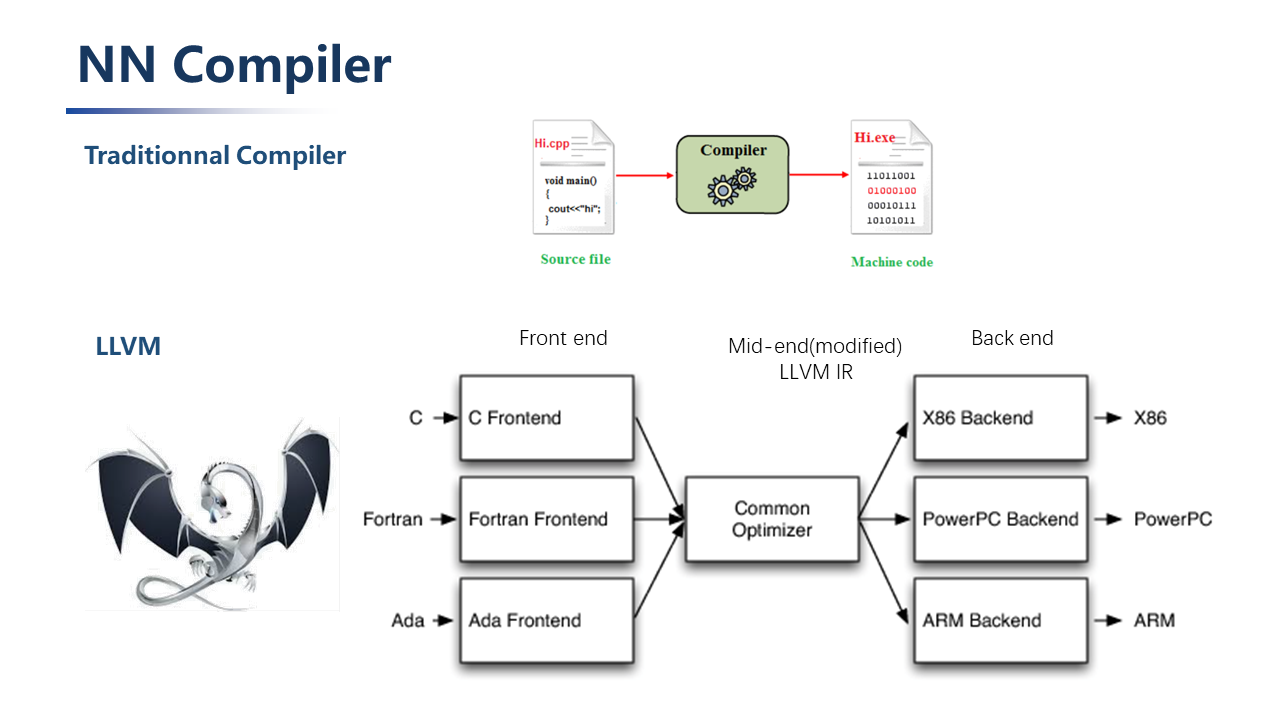 NN Compiler
Traditionnal Compiler
Hi.cpp
void main()
{
cout<<"hi";
}
Source file
Compiler
Hi.exe
11011001
01000100
00010111
10101011
Machine code
LLVM
Front end
Mid-end(modified)
LLVM IR
Back end
C
C Frontend
X86 Backend
X86
Fortran
Fortran Frontend
Common
Optimizer
PowerPC Backend
PowerPC
Ada
Ada Frontend
ARM Backend
ARM